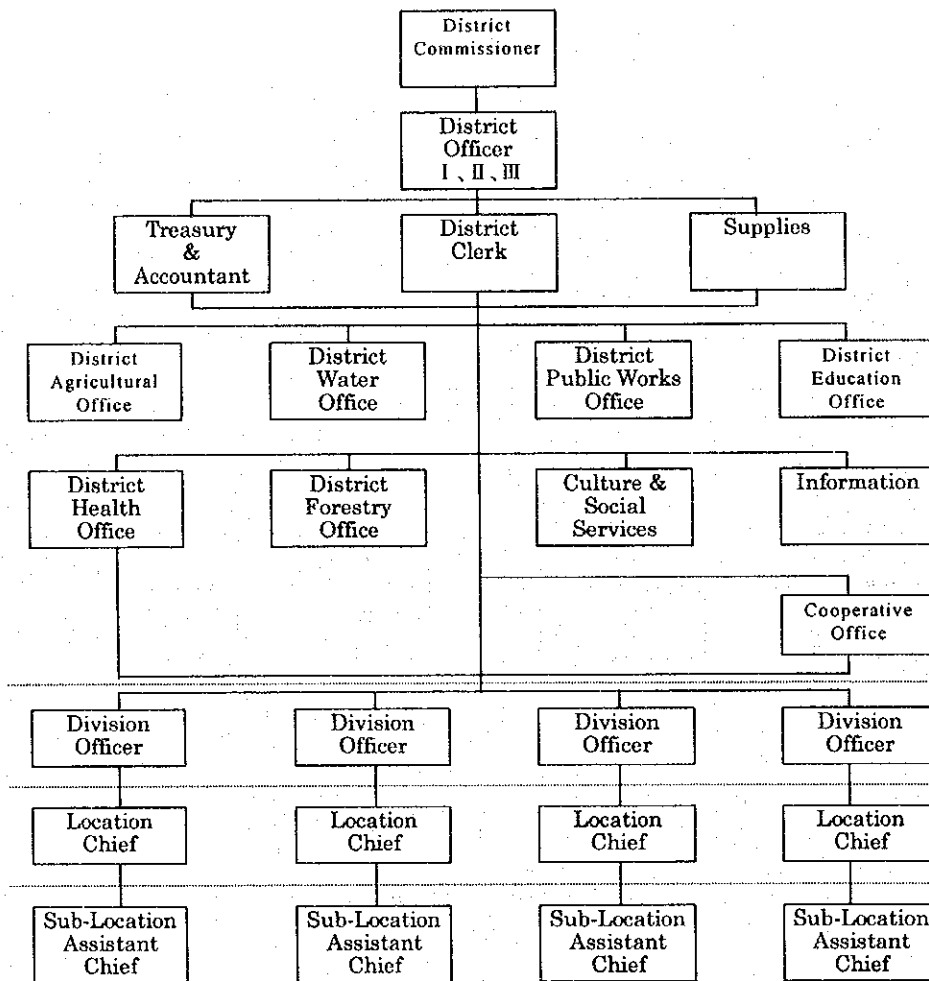 District
Commissioner
District
Officer
Ⅰ、Ⅱ、Ⅲ
Treasury
&
Accountant
District
Clerk
Supplies
District
Agricultural
Office
District
Water
Office
District
Public Works
Office
District
Education
Office
District
Health
Office
District
Forestry
Office
Culture &
Social
Services
Information
Cooperative
Office
Division
Officer
Division
Officer
Division
Officer
Division
Officer
Location
Chief
Location
Chief
Location
Chief
Location
Chief
Sub-Location
Assistant
Chief
Sub-Location
Assistant
Chief
Sub-Location
Assistant
Chief
Sub-Location
Assistant
Chief